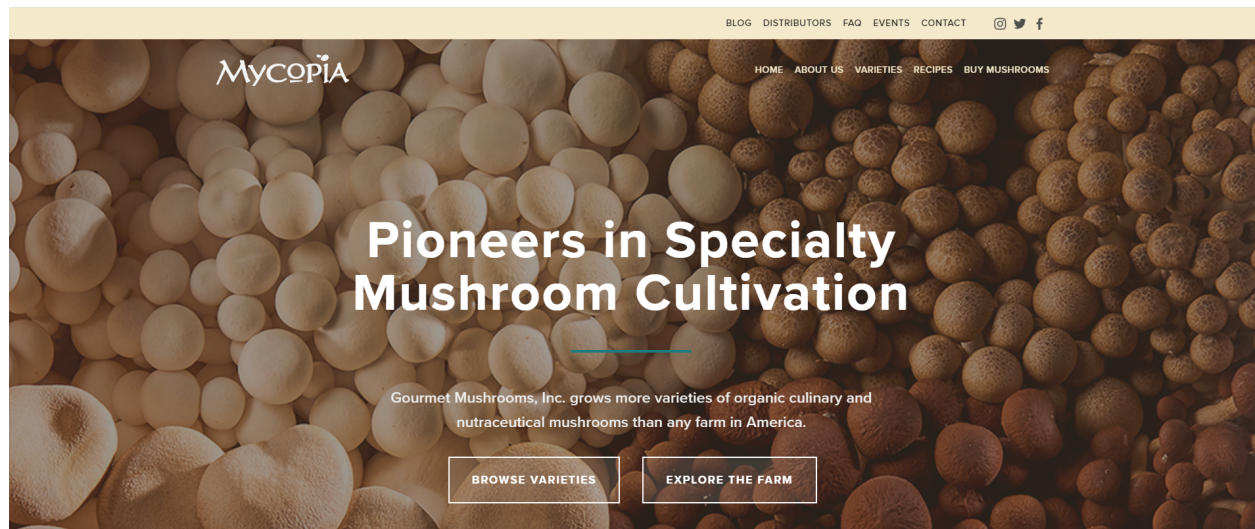 BLOG DISTRIBUTORS FAQ EVENTS CONTACT
MYCOPIA
HOME ABOUT US VARIETIES RECIPES BUY MUSHROOMS
Pioneers in Specialty
Mushroom Cultivation
Gourmet Mushrooms, Inc. grows more varieties of organic culinary and
nutraceutical mushrooms than any farm in America.
BROWSE VARIETIES EXPLORE THE FARM